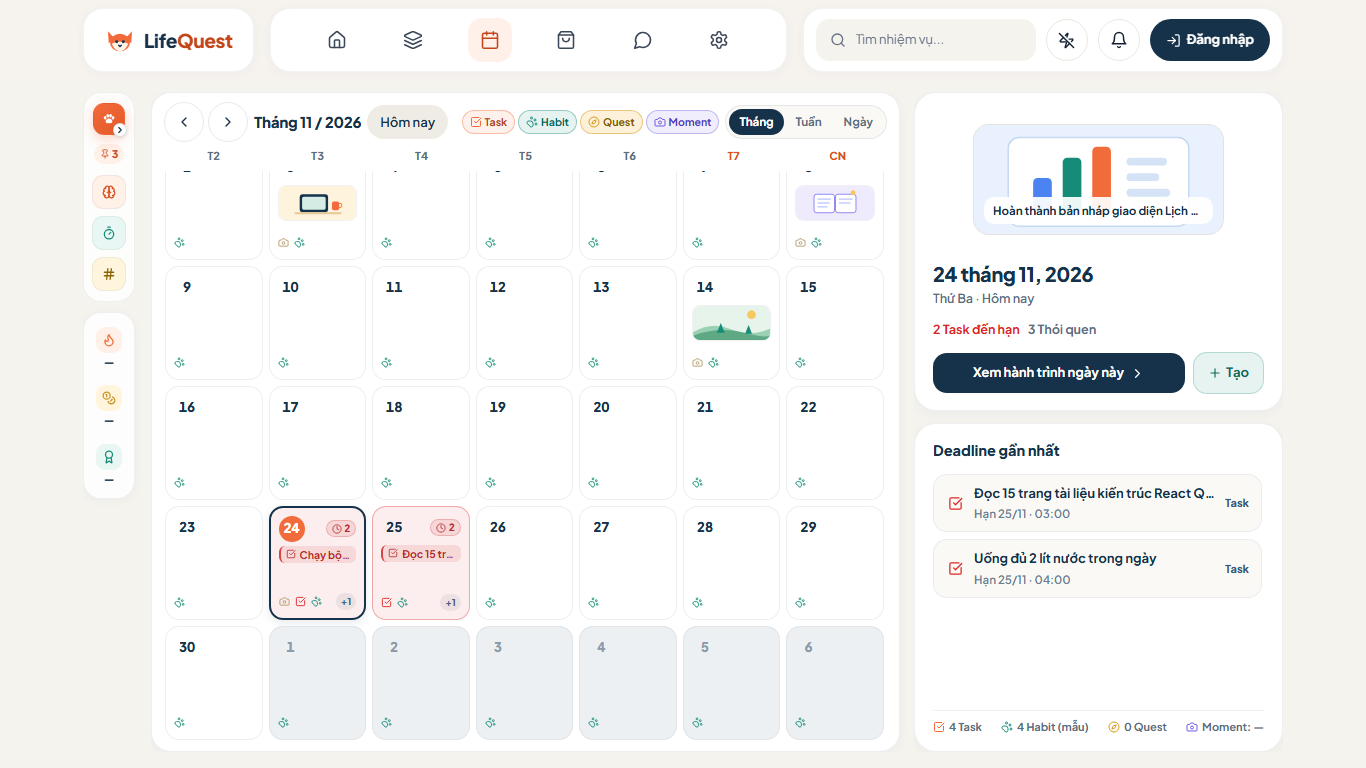 LifeQuest
Tìm nhiệm vụ...
Đăng nhập
3
Tháng 11 / 2026
Hôm nay
Task
Habit
Quest
Moment
Tháng
Tuần
Ngày
T2 T3 T4 T5 T6 T7 CN
9 10 11 12 13 14 15
16 17 18 19 20 21 22
23 24 2 25 2 26 27 28 29
Chạy bộ... Đọc 15 tr...
+1 +1
30 1 2 3 4 5 6
Hoàn thành bản nháp giao diện Lịch ...
24 tháng 11, 2026
Thứ Ba · Hôm nay
2 Task đến hạn 3 Thói quen
Xem hành trình ngày này
Tạo
Deadline gần nhất
Đọc 15 trang tài liệu kiến trúc React Q... Task
Hạn 25/11 · 03:00
Uống đủ 2 lít nước trong ngày Task
Hạn 25/11 · 04:00
4 Task 4 Habit (mẫu) 0 Quest Moment: —